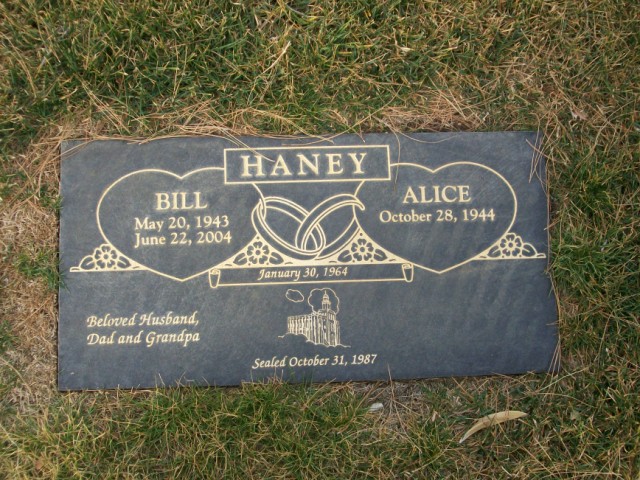 HANEY
BILL
May 20, 1943
June 22, 2004
ALICE
October 28, 1944
January 30, 1964
Beloved Husband,
Dad and Grandpa
Sealed October 31, 1987